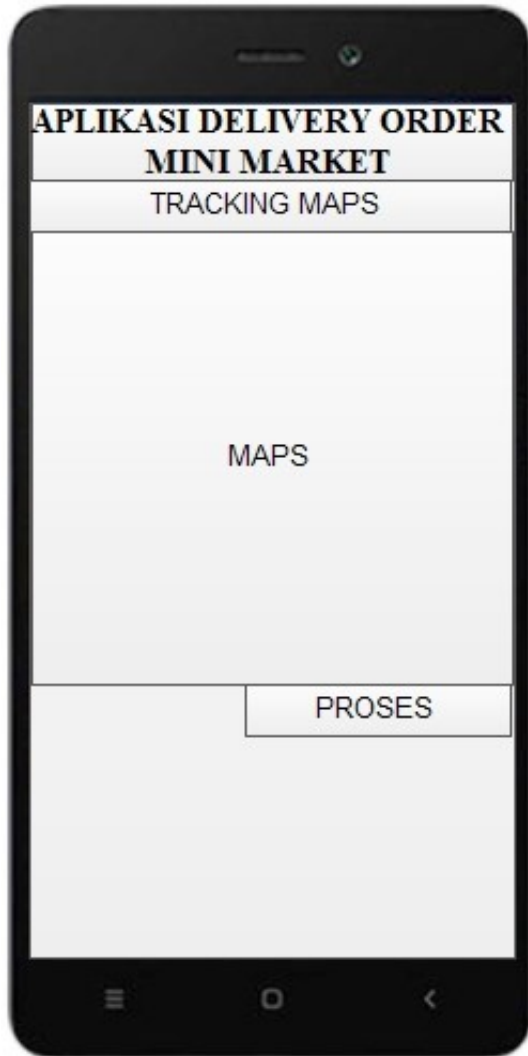 APLIKASI DELIVERY ORDER
MINI MARKET
TRACKING MAPS
MAPS
PROSES